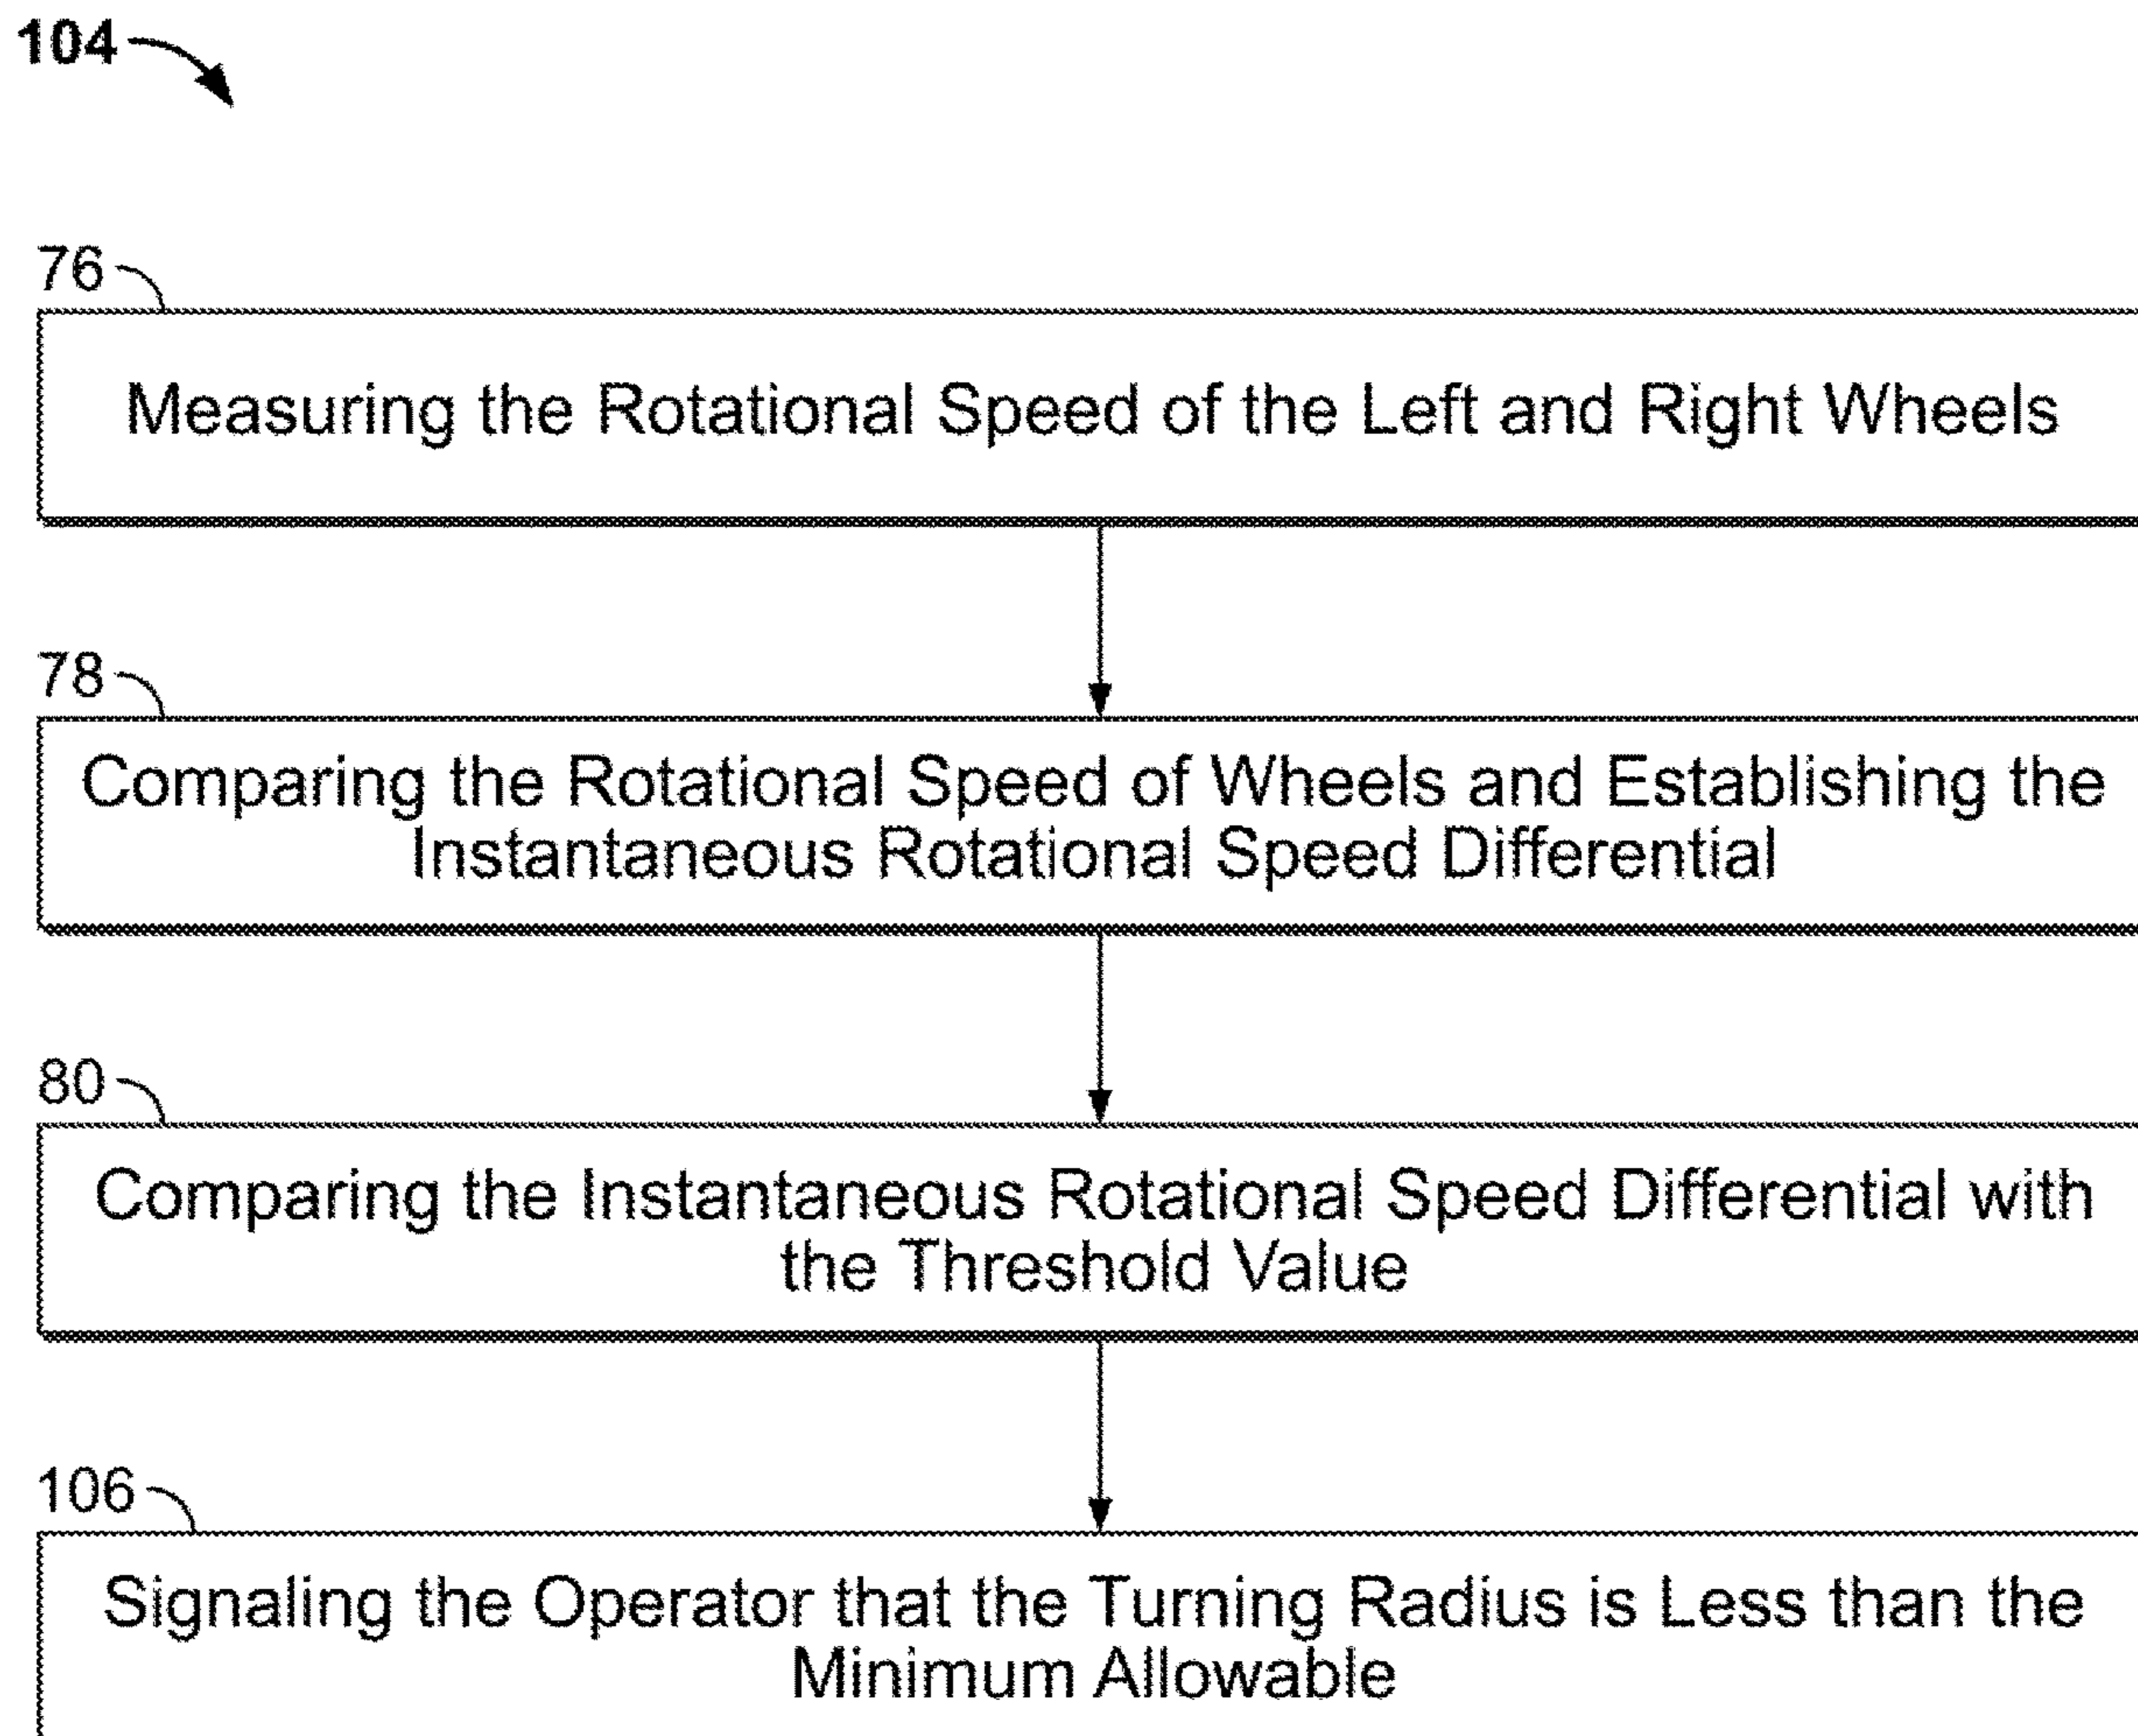 104
76
Measuring the Rotational Speed of the Left and Right Wheels
78
Comparing the Rotational Speed of Wheels and Establishing the
Instantaneous Rotational Speed Differential
80
Comparing the Instantaneous Rotational Speed Differential with
the Threshold Value
106
Signaling the Operator that the Turning Radius is Less than the
Minimum Allowable